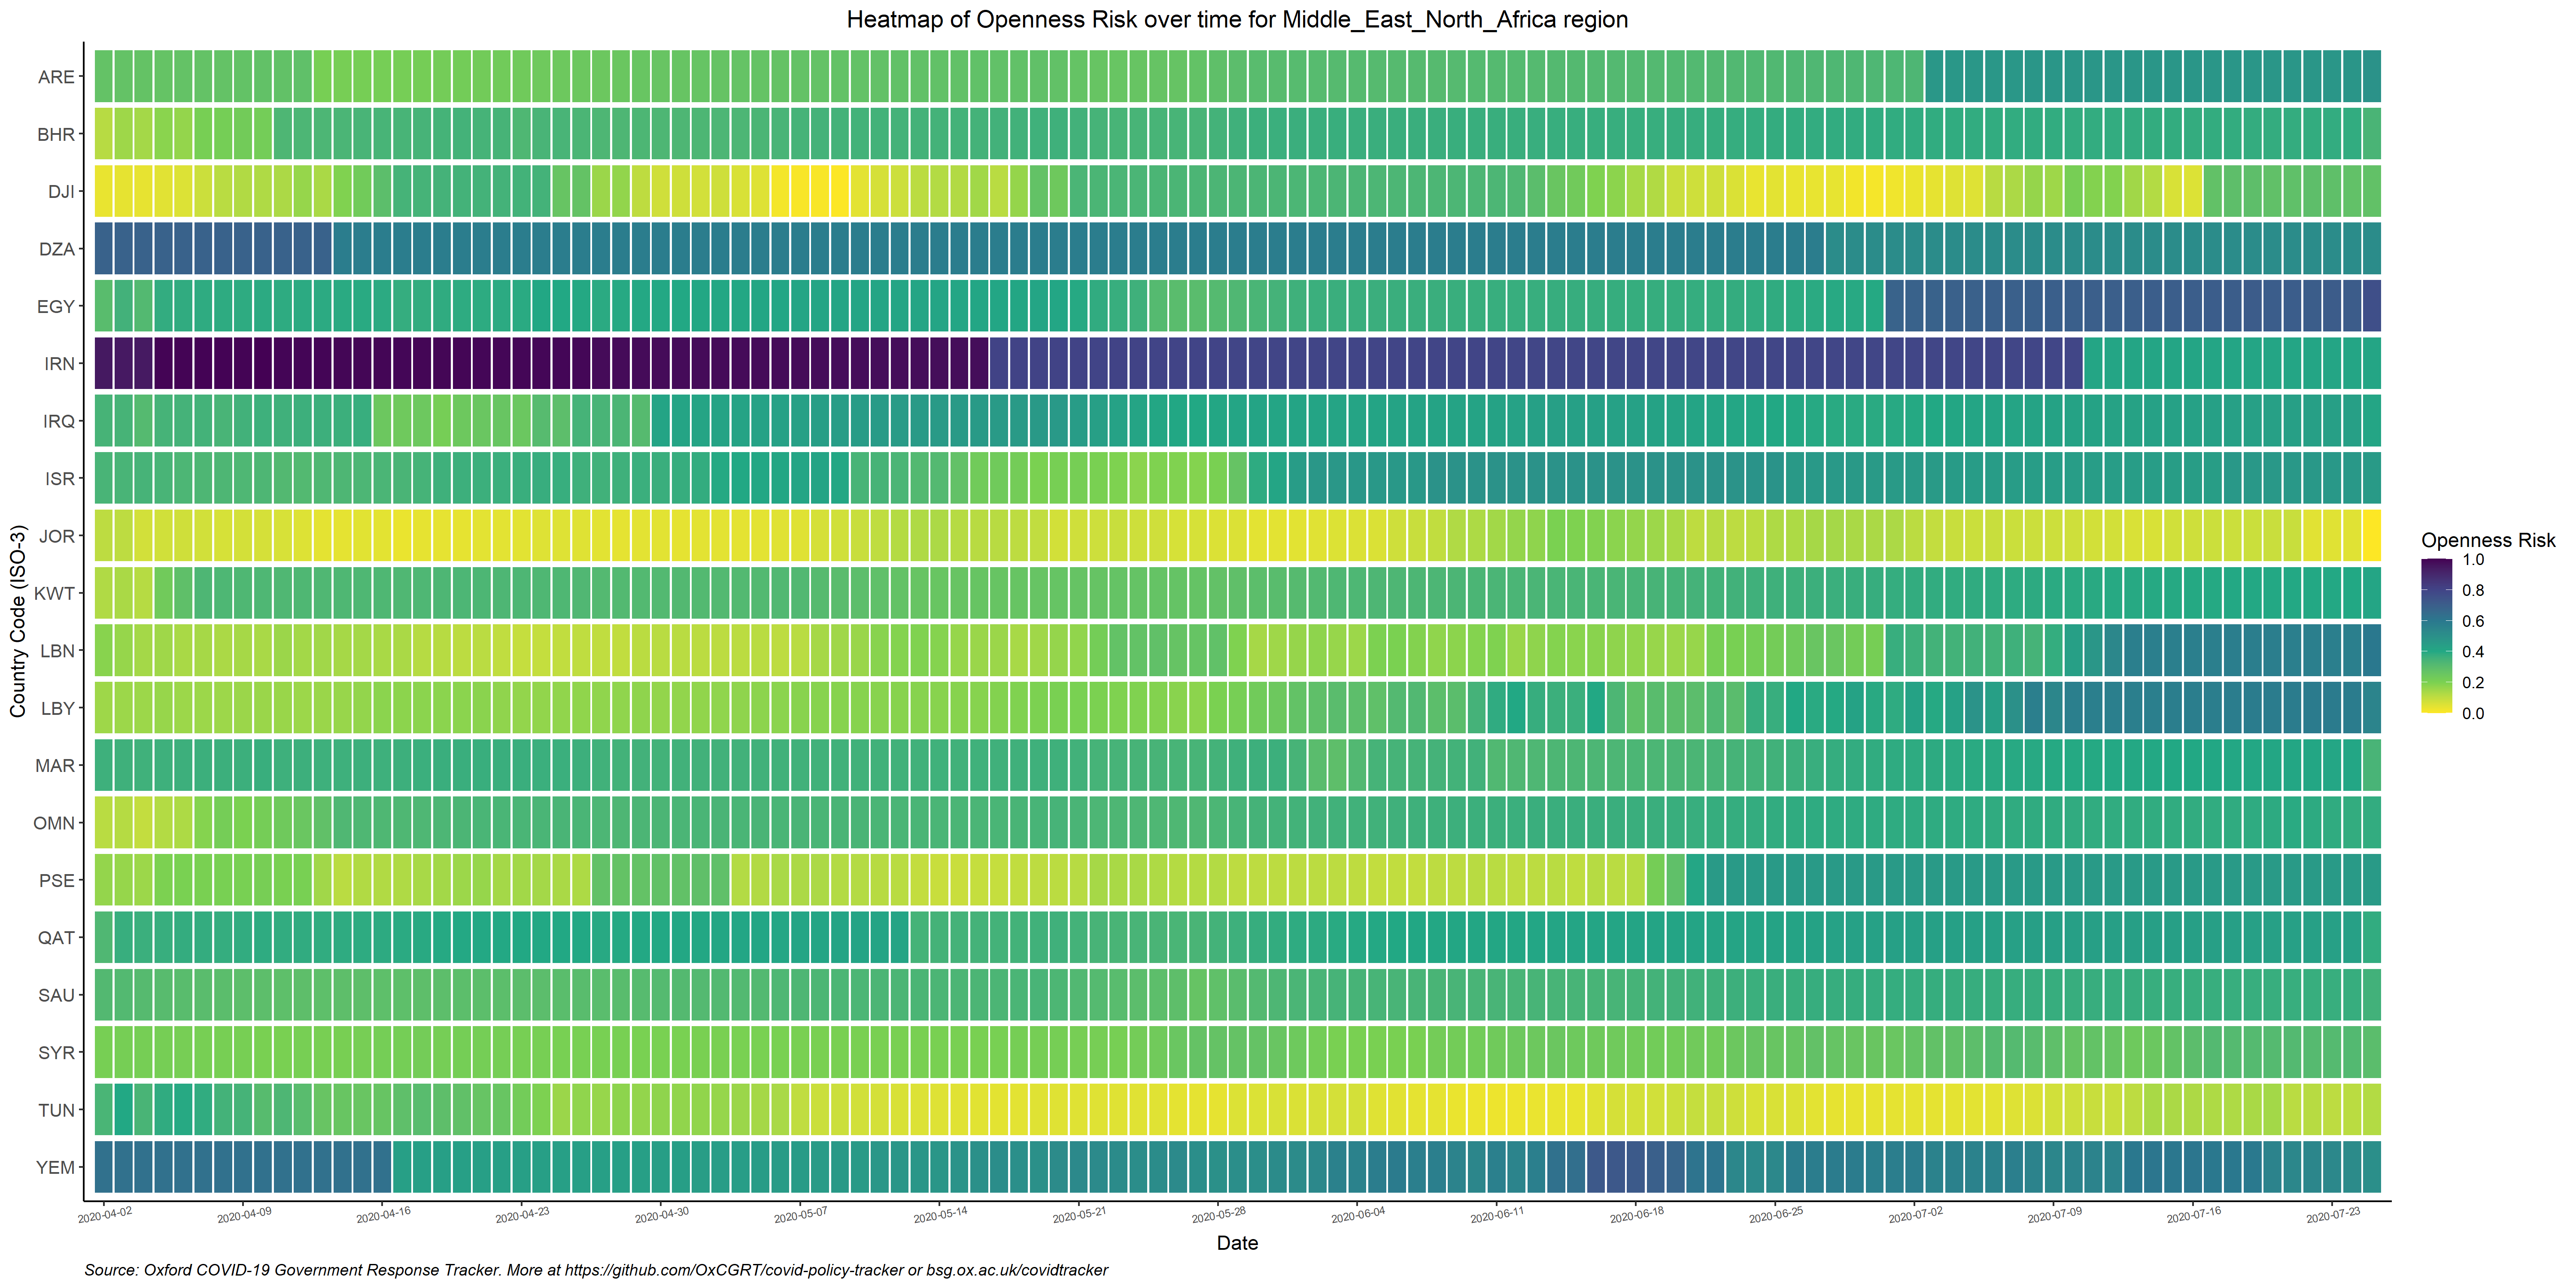 Heatmap of Openness Risk over time for Middle_East_North_Africa region
Country Code (ISO-3)
ARE
BHR
DJI
DZA
EGY
IRN
IRQ
ISR
JOR
KWT
LBN
LBY
MAR
OMN
PSE
QAT
SAU
SYR
TUN
YEM
2020-04-02 2020-04-09 2020-04-16 2020-04-23 2020-04-30 2020-05-07 2020-05-14 2020-05-21 2020-05-28 2020-06-04 2020-06-11 2020-06-18 2020-06-25 2020-07-02 2020-07-09 2020-07-16 2020-07-23
Date
Openness Risk
1.0
0.8
0.6
0.4
0.2
0.0
Source: Oxford COVID-19 Government Response Tracker. More at https://github.com/OxCGRT/covid-policy-tracker or bsg.ox.ac.uk/covidtracker